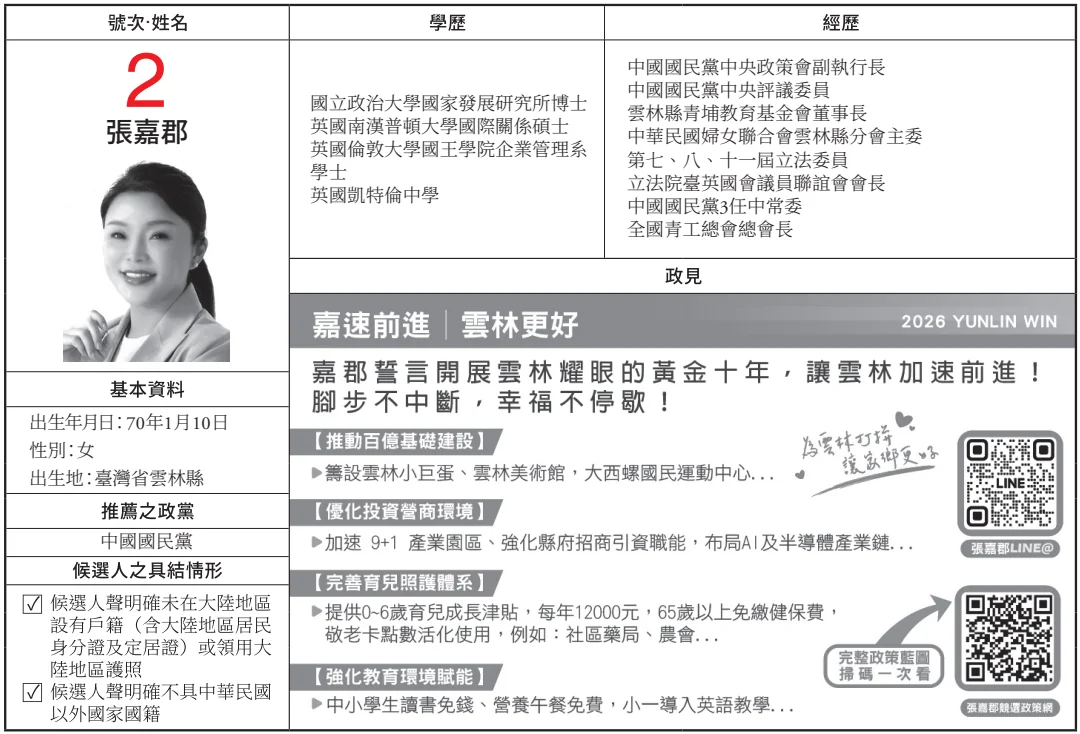 號次·姓名
2
張嘉郡
基本資料
出生年月日：70年1月10日
性別：女
出生地：臺灣省雲林縣
推薦之政黨
中國國民黨
候選人之具結情形
☑ 候選人聲明確未在大陸地區
設有戶籍（含大陸地區居民
身分證及定居證）或領用大
陸地區護照
☑ 候選人聲明確不具中華民國
以外國家國籍
學歷
國立政治大學國家發展研究所博士
英國南漢普頓大學國際關係碩士
英國倫敦大學國王學院企業管理系
學士
英國凱特倫中學
經歷
中國國民黨中央政策會副執行長
中國國民黨中央評議委員
雲林縣青埔教育基金會董事長
中華民國婦女聯合會雲林縣分會主委
第七、八、十一屆立法委員
立法院臺英國會議員聯誼會會長
中國國民黨3任中常委
全國青工總會總會長
政見
嘉速前進｜雲林更好
2026 YUNLIN WIN
嘉郡誓言開展雲林耀眼的黃金十年，讓雲林加速前進！
腳步不中斷，幸福不停歇！
【推動百億基礎建設】
▶籌設雲林小巨蛋、雲林美術館，大西螺國民運動中心...
為雲林打拚
讓家鄉更好
【優化投資營商環境】
▶加速 9+1 產業園區、強化縣府招商引資職能，布局AI及半導體產業鏈...
LINE
張嘉郡LINE@
【完善育兒照護體系】
▶提供0~6歲育兒成長津貼，每年12000元，65歲以上免繳健保費，
敬老卡點數活化使用，例如：社區藥局、農會...
【強化教育環境賦能】
▶中小學生讀書免錢、營養午餐免費，小一導入英語教學...
完整政策藍圖
掃碼一次看
張嘉郡競選政策網